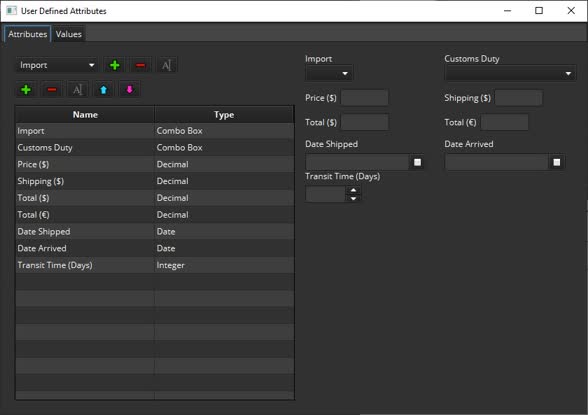 User Defined Attributes
Attributes Values
Import
Name Type
Import Combo Box
Customs Duty Combo Box
Price ($) Decimal
Shipping ($) Decimal
Total ($) Decimal
Total (€) Decimal
Date Shipped Date
Date Arrived Date
Transit Time (Days) Integer
Import Customs Duty
Price ($) Shipping ($)
Total ($) Total (€)
Date Shipped Date Arrived
Transit Time (Days)